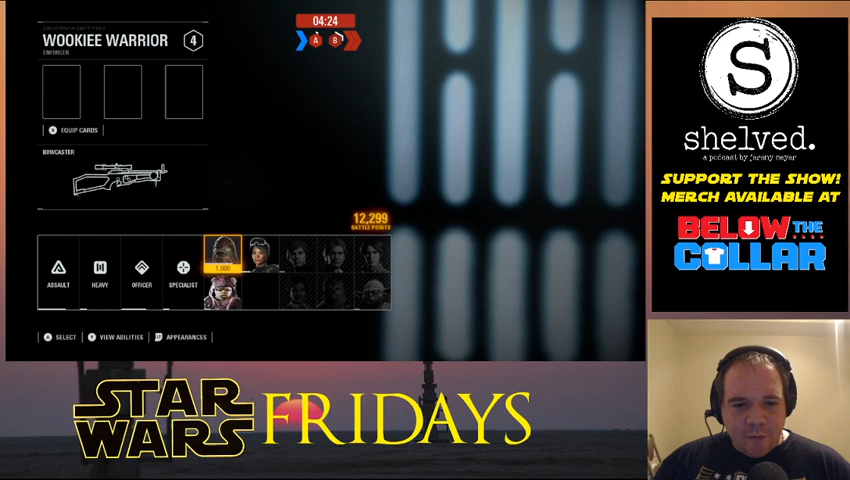 WOOKIEE WARRIOR
4
ENFORCER
EQUIP CARDS
BOWCASTER
04:24
A B
12,299
BATTLE POINTS
1,000
ASSAULT HEAVY OFFICER SPECIALIST
SELECT VIEW ABILITIES APPEARANCES
STAR
WARS
FRIDAYS
S
shelved.
a podcast by jeremy meyer
SUPPORT THE SHOW!
MERCH AVAILABLE AT
BELOW THE
COLLAR